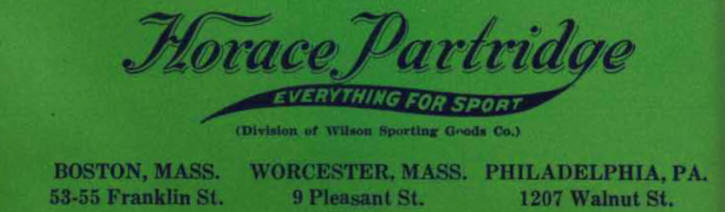 Horace Partridge
EVERYTHING FOR SPORT
(Division of Wilson Sporting Goods Co.)
BOSTON, MASS. WORCESTER, MASS. PHILADELPHIA, PA.
53-55 Franklin St. 9 Pleasant St. 1207 Walnut St.